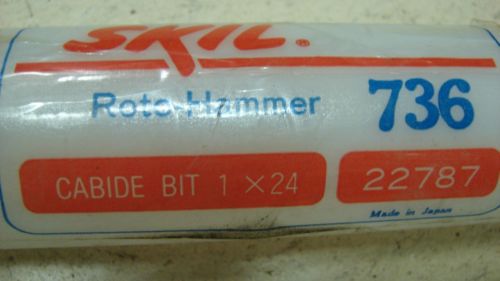 SKIL®
Roto-Hammer 736
CABIDE BIT 1×24 22787
Made in Japan